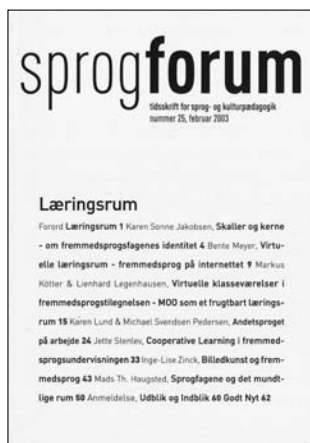 sprogforum
tidsskrift for sprog- og kulturpædagogik
nummer 25, februar 2003
Læringsrum
Forord Læringsrum 1 Karen Sonne Jakobsen, Skaller og kerne
- om fremmedsprogsfagenes identitet 4 Bente Meyer, Virtu-
elle læringsrum - fremmedsprog på internettet 9 Markus
Kötter & Lienhard Legenhausen, Virtuelle klasseværelser i
fremmedsprogstilegnelsen - MOO som et frugtbart lærings-
rum 15 Karen Lund & Michael Svendsen Pedersen, Andetsproget
på arbejde 24 Jette Stenlev, Cooperative Learning i fremmed-
sprogsundervisningen 33 Inge-Lise Zinck, Billedkunst og frem-
medsprog 43 Mads Th. Haugsted, Sprogfagene og det mundt-
lige rum 50 Anmeldelse, Udblik og Indblik 60 Godt Nyt 62